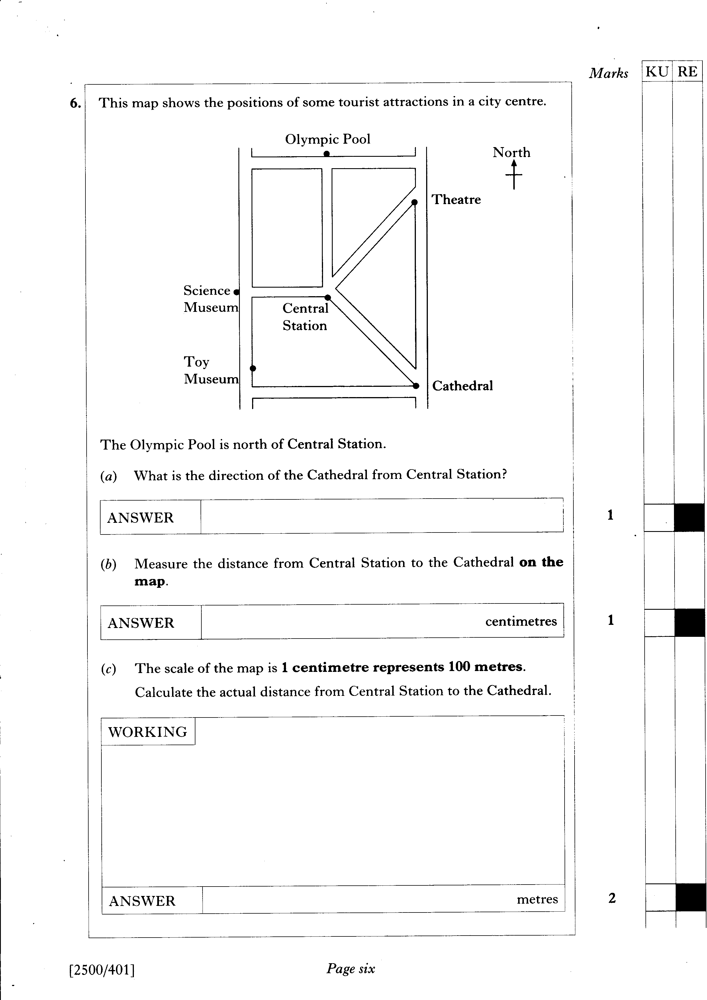 Marks KU RE
6. This map shows the positions of some tourist attractions in a city centre.
Olympic Pool
North
Theatre
Science
Museum
Central
Station
Toy
Museum
Cathedral
The Olympic Pool is north of Central Station.
(a) What is the direction of the Cathedral from Central Station?
ANSWER
1
(b) Measure the distance from Central Station to the Cathedral on the
map.
ANSWER centimetres
1
(c) The scale of the map is 1 centimetre represents 100 metres.
Calculate the actual distance from Central Station to the Cathedral.
WORKING
ANSWER metres
2
[2500/401] Page six